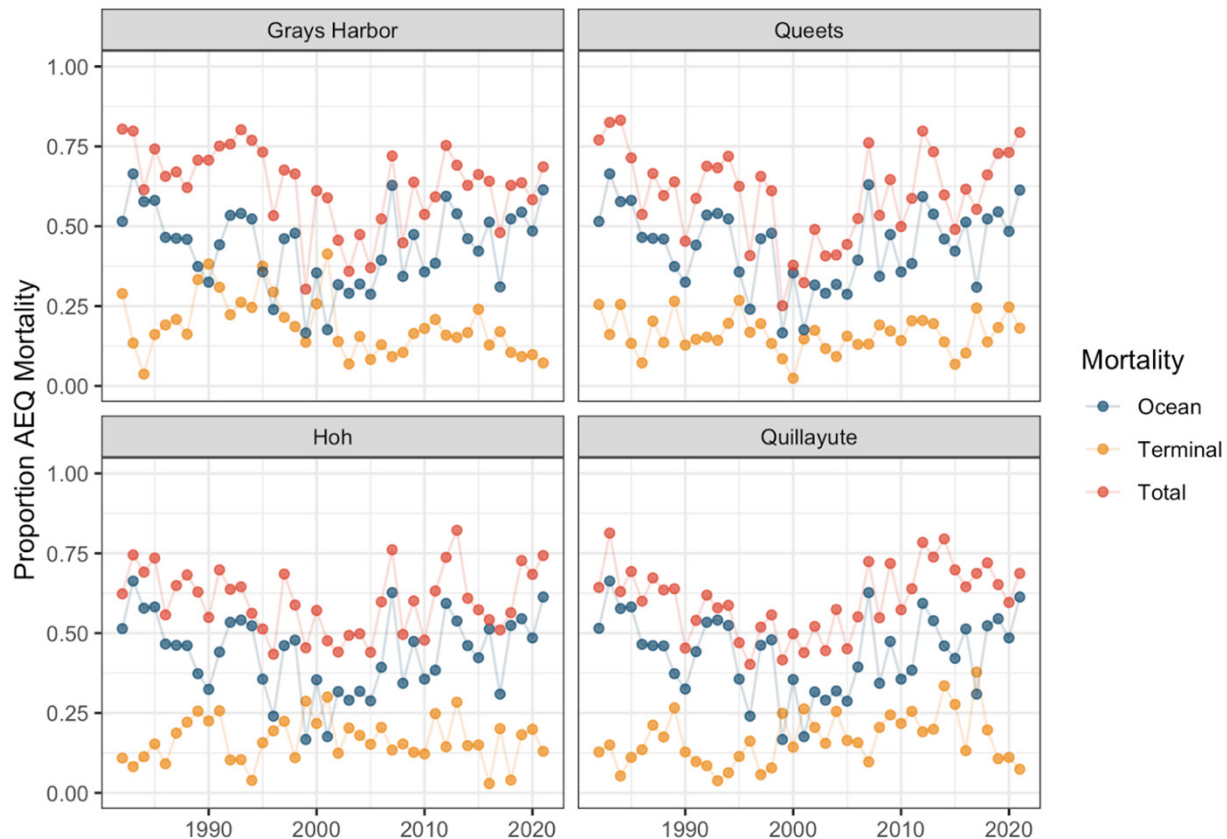 Grays Harbor
Queets
1.00
0.75
0.50
0.25
0.00
Hoh
Quillayute
1.00
0.75
0.50
0.25
0.00
1990
2000
2010
2020
1990
2000
2010
2020
Proportion AEQ Mortality
Mortality
Ocean
Terminal
Total